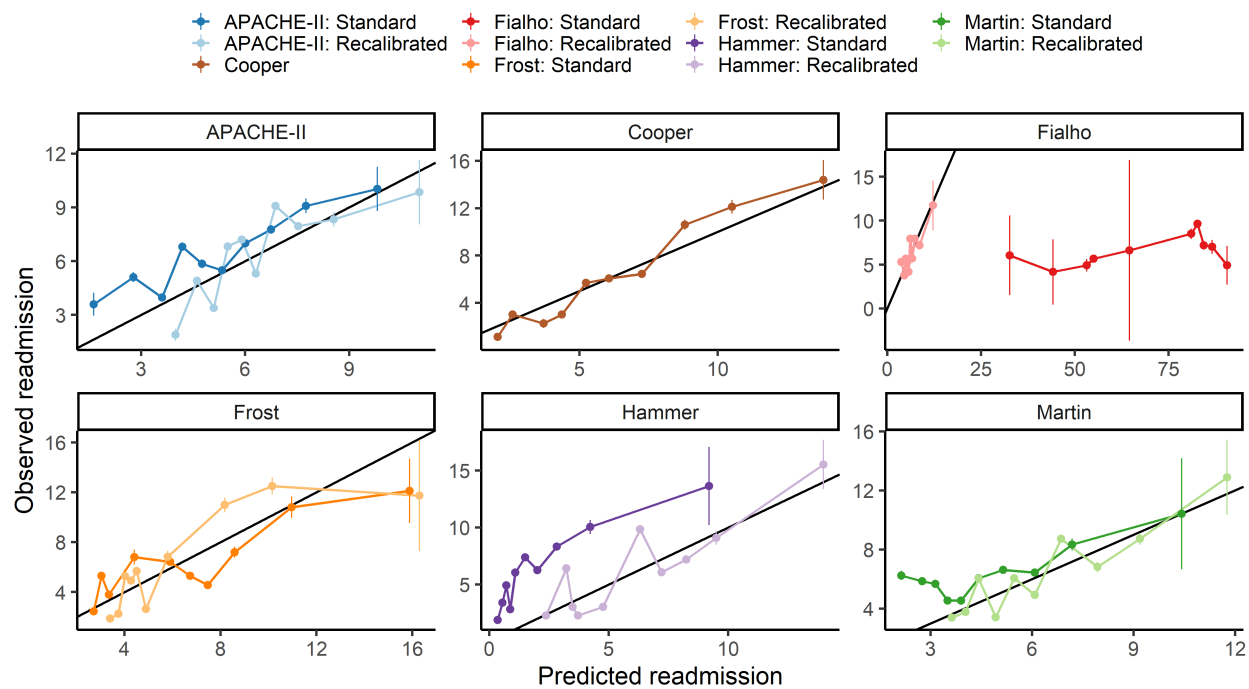 APACHE-II: Standard Fialho: Standard Frost: Recalibrated Martin: Standard
APACHE-II: Recalibrated Fialho: Recalibrated Hammer: Standard Martin: Recalibrated
Cooper Frost: Standard Hammer: Recalibrated
APACHE-II Cooper Fialho
12
9
6
3
3 6 9
16
12
8
4
5 10
15
10
5
0
0 25 50 75
Observed readmission
Frost Hammer Martin
16
12
8
4
4 8 12 16
15
10
5
0 5 10
16
12
8
4
3 6 9 12
Predicted readmission